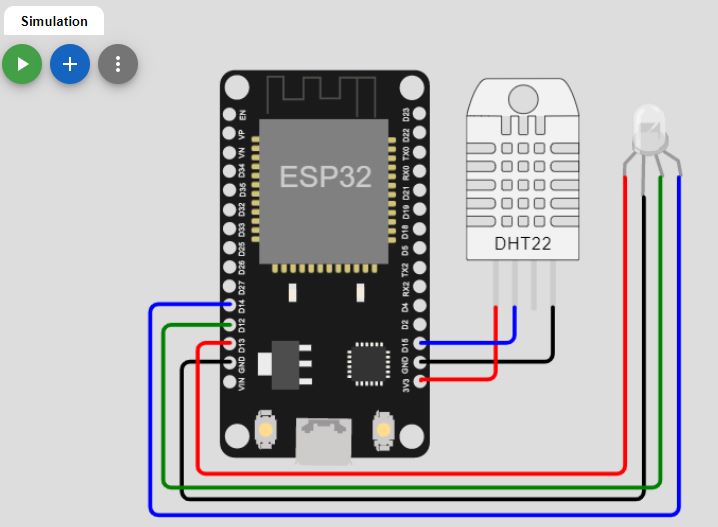 Simulation
EN
VP
VN
D34
D35
D32
D33
D25
D26
D27
D14
D12
D13
GND
VIN
ESP32
D23
D22
TX0
RX0
D21
D19
D18
D5
TX2
RX2
D4
D2
D15
GND
3V3
DHT22